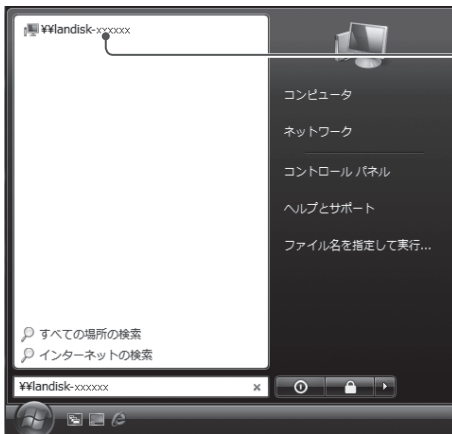 ¥¥landisk-xxxxxx
コンピュータ
ネットワーク
コントロール パネル
ヘルプとサポート
ファイル名を指定して実行...
すべての場所の検索
インターネットの検索
¥¥landisk-xxxxxx